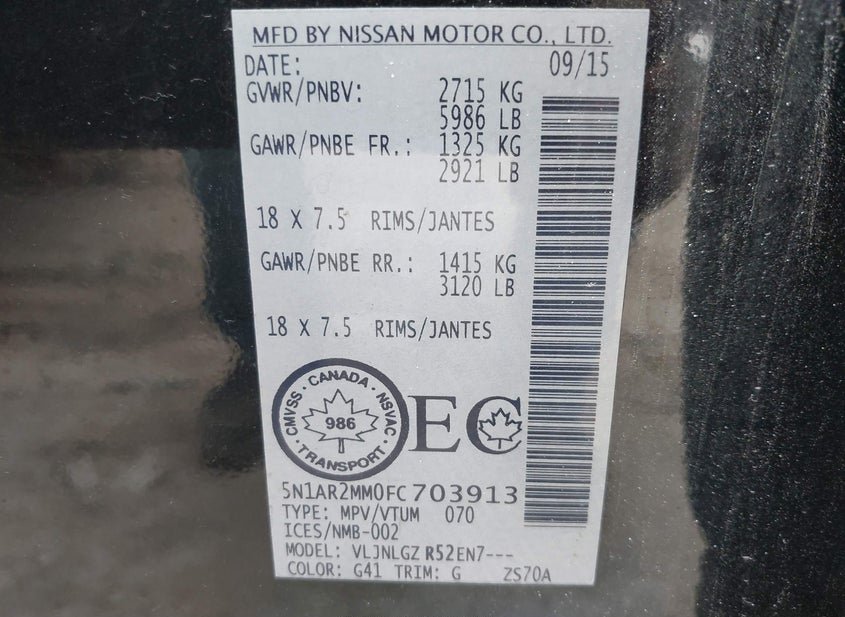 MFD BY NISSAN MOTOR CO., LTD.
DATE: 09/15
GVWR/PNBV: 2715 KG
5986 LB
GAWR/PNBE FR.: 1325 KG
2921 LB
18 X 7.5 RIMS/JANTES
GAWR/PNBE RR.: 1415 KG
3120 LB
18 X 7.5 RIMS/JANTES
CMVSS · CANADA · NSVAC · TRANSPORT ·
986
EC
5N1AR2MM0FC703913
TYPE: MPV/VTUM 070
ICES/NMB-002
MODEL: VLJNLGZ R52EN7---
COLOR: G41 TRIM: G ZS70A